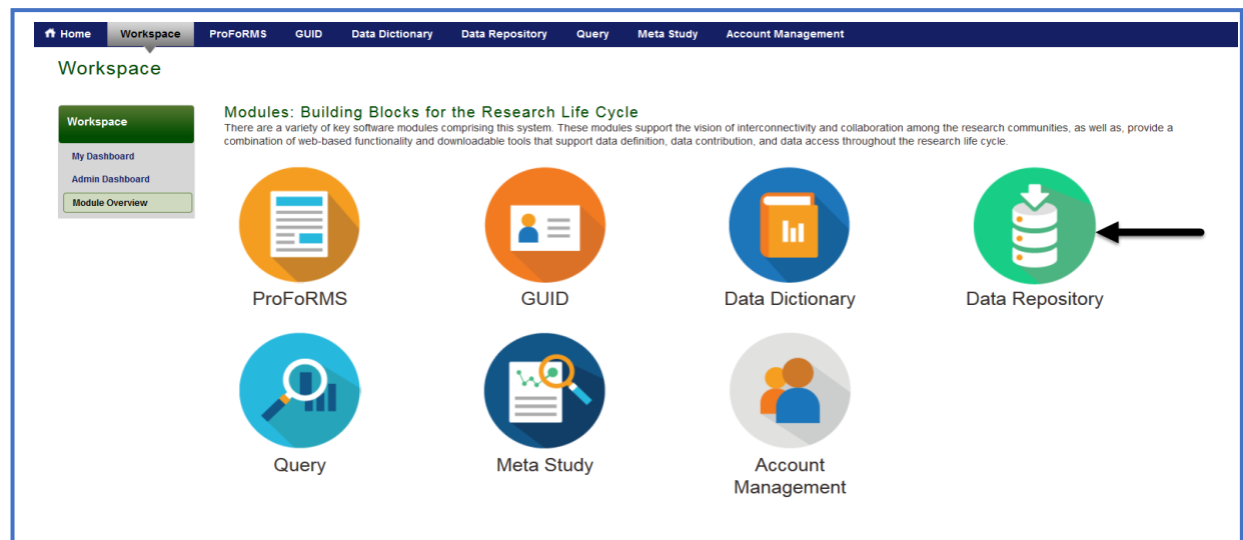 Home Workspace ProFoRMS GUID Data Dictionary Data Repository Query Meta Study Account Management
Workspace
Workspace
My Dashboard
Admin Dashboard
Module Overview
Modules: Building Blocks for the Research Life Cycle
There are a variety of key software modules comprising this system. These modules support the vision of interconnectivity and collaboration among the research communities, as well as, provide a
combination of web-based functionality and downloadable tools that support data definition, data contribution, and data access throughout the research life cycle.
ProFoRMS GUID Data Dictionary Data Repository
Query Meta Study Account
Management